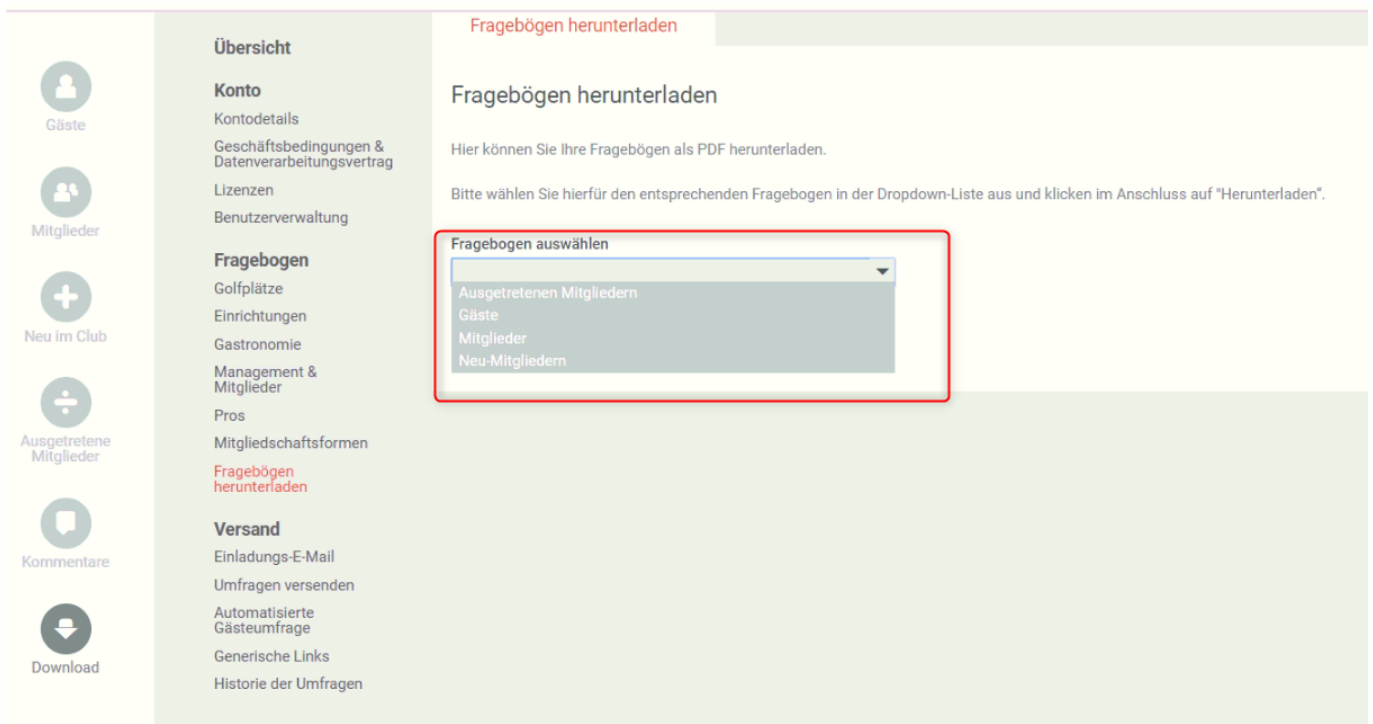 Gäste
Mitglieder
Neu im Club
Ausgetretene
Mitglieder
Kommentare
Download
Übersicht
Konto
Kontodetails
Geschäftsbedingungen &
Datenverarbeitungsvertrag
Lizenzen
Benutzerverwaltung
Fragebogen
Golfplätze
Einrichtungen
Gastronomie
Management &
Mitglieder
Pros
Mitgliedschaftsformen
Fragebögen
herunterladen
Versand
Einladungs-E-Mail
Umfragen versenden
Automatisierte
Gästeumfrage
Generische Links
Historie der Umfragen
Fragebögen herunterladen
Fragebögen herunterladen
Hier können Sie Ihre Fragebögen als PDF herunterladen.
Bitte wählen Sie hierfür den entsprechenden Fragebogen in der Dropdown-Liste aus und klicken im Anschluss auf "Herunterladen“.
Fragebogen auswählen
Ausgetretenen Mitgliedern
Gäste
Mitglieder
Neu-Mitgliedern